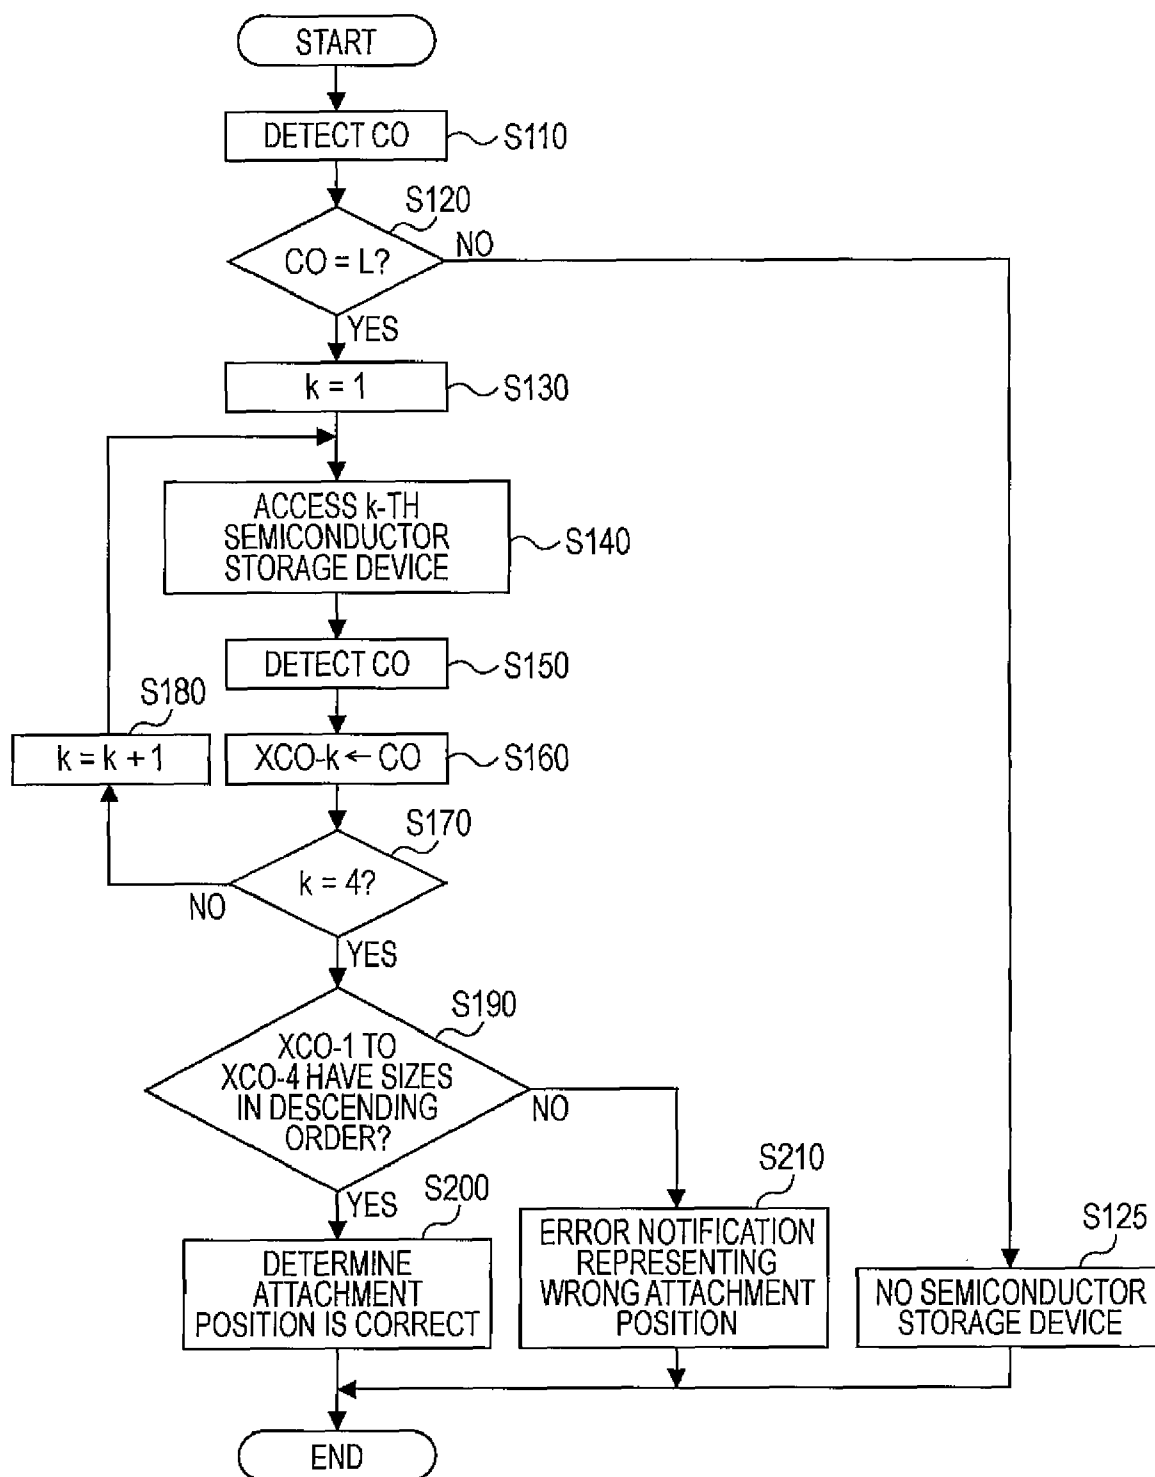 START
DETECT CO
S110
S120
CO = L?
NO
YES
k = 1
S130
ACCESS k-TH
SEMICONDUCTOR
STORAGE DEVICE
S140
DETECT CO
S150
S180
k = k + 1
XCO-k ← CO
S160
S170
k = 4?
NO
YES
S190
XCO-1 TO
XCO-4 HAVE SIZES
IN DESCENDING
ORDER?
NO
YES
S200
DETERMINE
ATTACHMENT
POSITION IS CORRECT
S210
ERROR NOTIFICATION
REPRESENTING
WRONG ATTACHMENT
POSITION
S125
NO SEMICONDUCTOR
STORAGE DEVICE
END